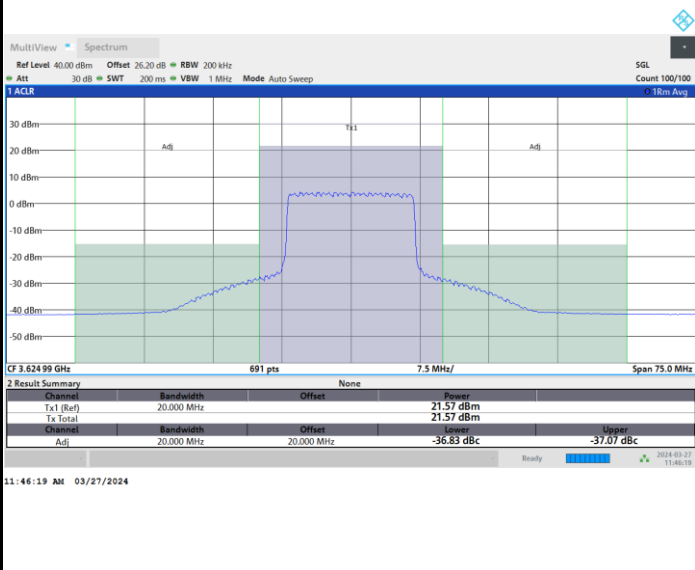 MultiView Spectrum
Ref Level 40.00 dBm Offset 26.20 dB RBW 200 kHz SGL
Att 30 dB SWT 200 ms VBW 1 MHz Mode Auto Sweep Count 100/100
1 ACLR 1Rm Avg
30 dBm
Tx1
20 dBm Adj Adj
10 dBm
0 dBm
-10 dBm
-20 dBm
-30 dBm
-40 dBm
-50 dBm
CF 3.624 99 GHz 691 pts 7.5 MHz/ Span 75.0 MHz
2 Result Summary None
Channel Bandwidth Offset Power
Tx1 (Ref) 20.000 MHz 21.57 dBm
Tx Total 21.57 dBm
Channel Bandwidth Offset Lower Upper
Adj 20.000 MHz 20.000 MHz -36.83 dBc -37.07 dBc
Ready 2024-03-27
11:46:19
11:46:19 AM 03/27/2024